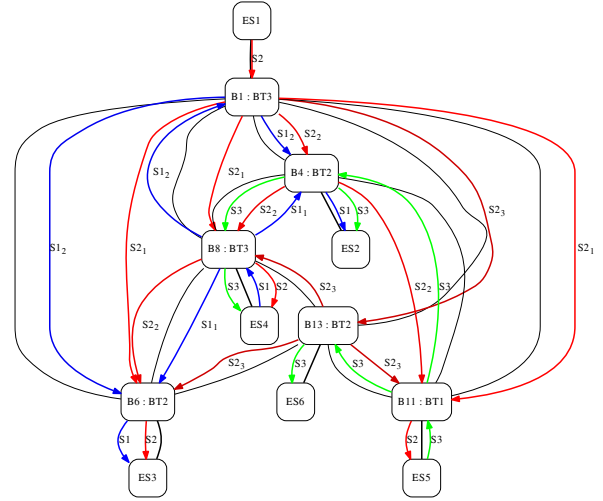 ES1
S2
B1 : BT3
S1₂
S2₂
S1₂
S2₁
B4 : BT2
S3
S2₂
S1₁
S1
S3
S2₃
S1₂
S2₁
B8 : BT3
ES2
S2₁
S3
S1
S2
S2₃
S2₂
S3
ES4
B13 : BT2
S2₂
S1₁
S2₃
S3
S3
S2₃
B6 : BT2
ES6
B11 : BT1
S1
S2
S2
S3
ES3
ES5